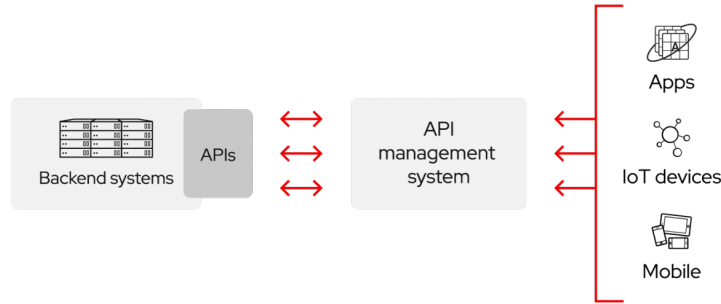 Backend systems
APIs
API
management
system
A
Apps
IoT devices
Mobile